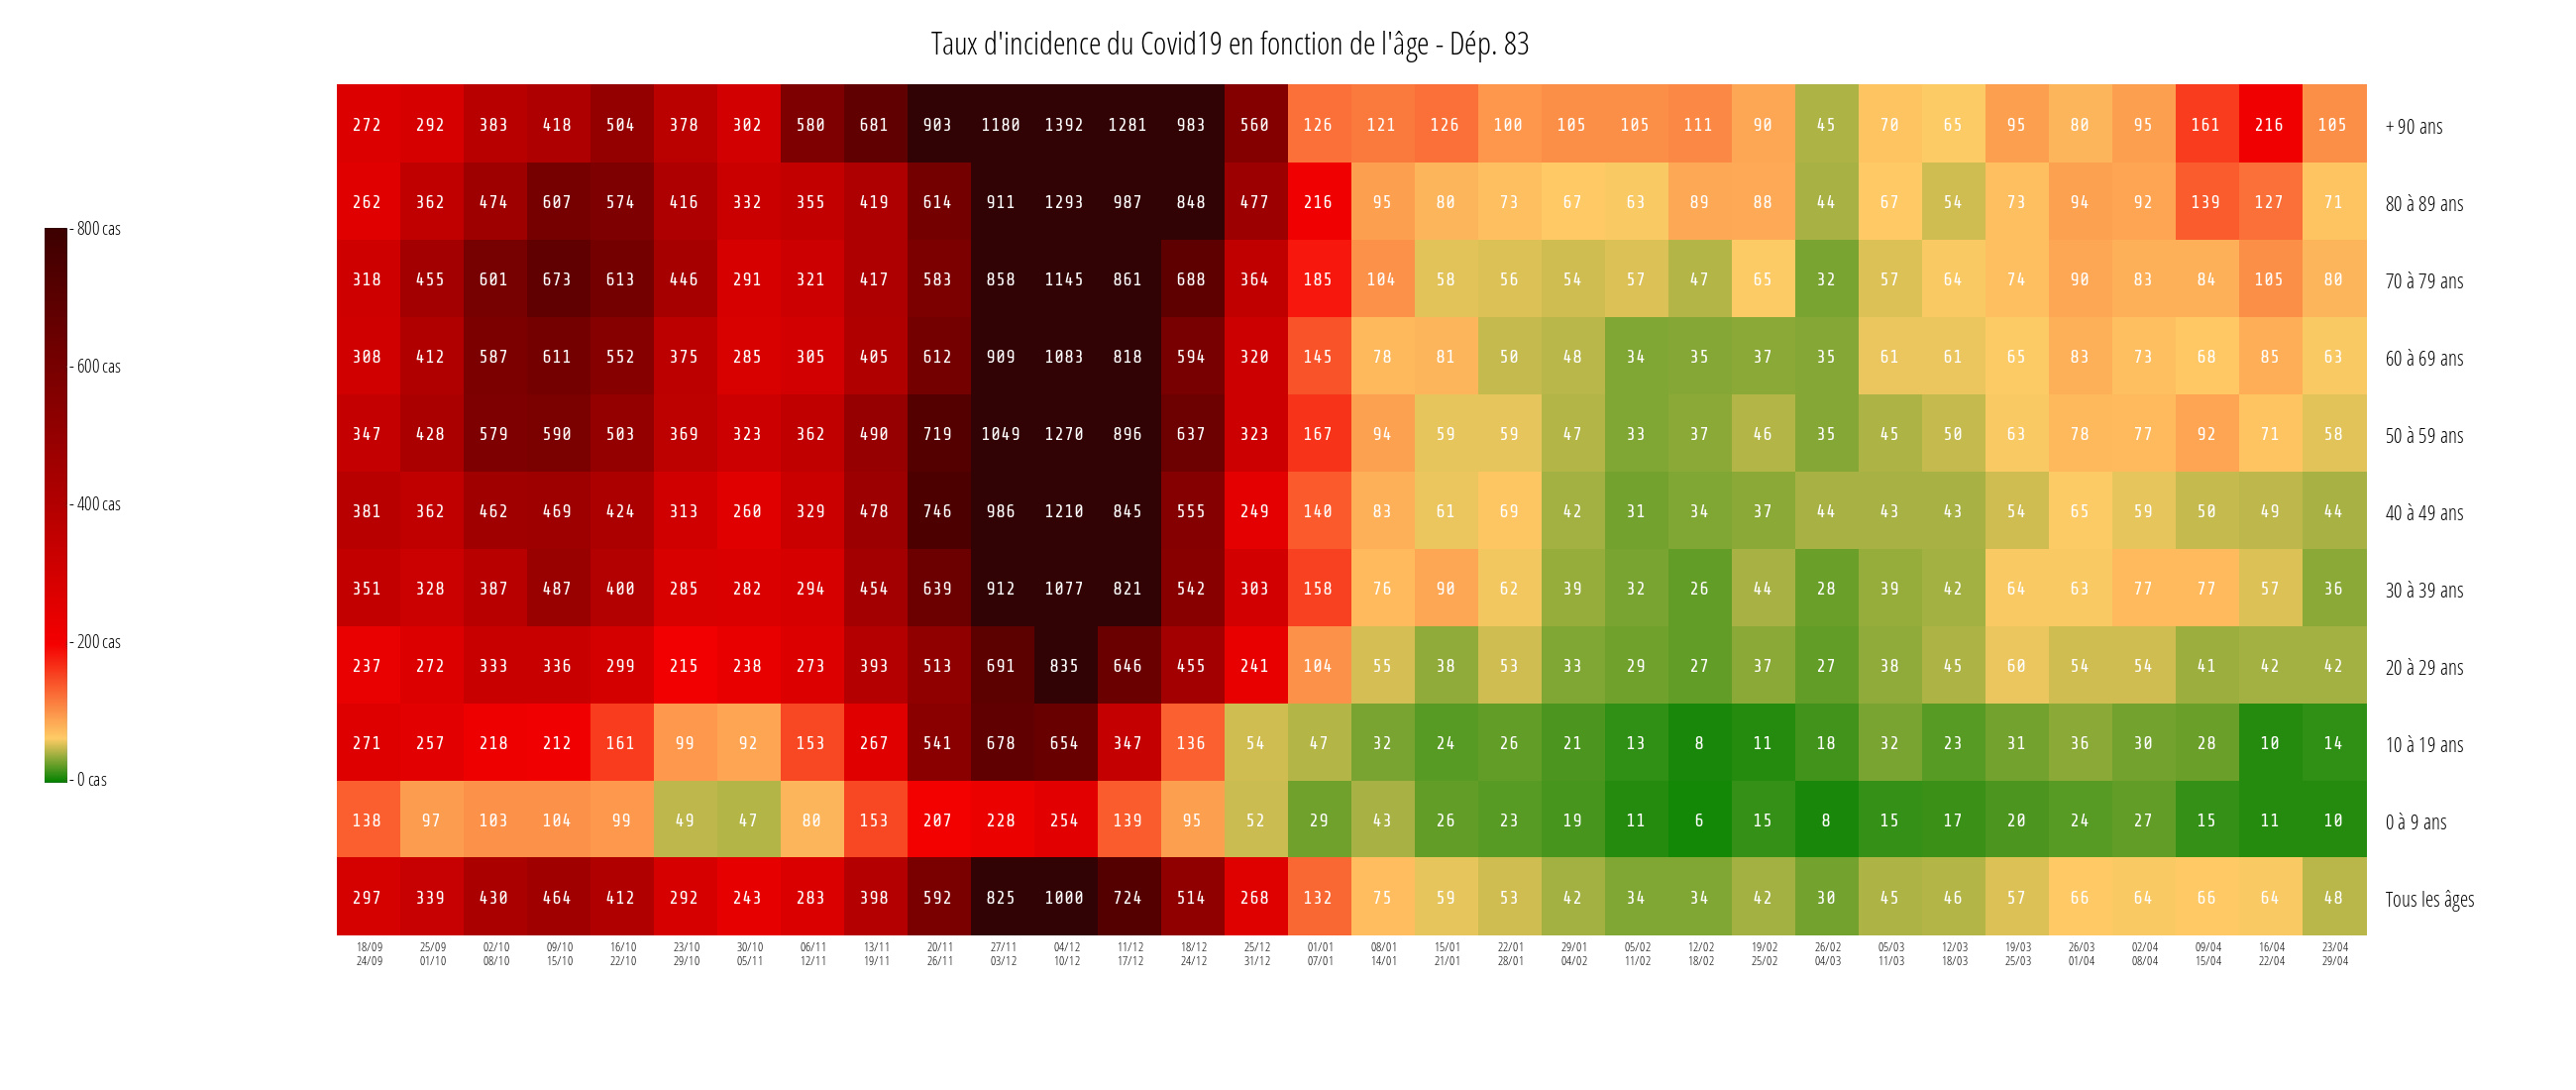 Taux d'incidence du Covid19 en fonction de l'âge - Dép. 83
272 292 383 418 504 378 302 580 681 903 1180 1392 1281 983 560 126 121 126 100 105 105 111 90 45 70 65 95 80 95 161 216 105 + 90 ans
262 362 474 607 574 416 332 355 419 614 911 1293 987 848 477 216 95 80 73 67 63 89 88 44 67 54 73 94 92 139 127 71 80 à 89 ans
- 800 cas
318 455 601 673 613 446 291 321 417 583 858 1145 861 688 364 185 104 58 56 54 57 47 65 32 57 64 74 90 83 84 105 80 70 à 79 ans
308 412 587 611 552 375 285 305 405 612 909 1083 818 594 320 145 78 81 50 48 34 35 37 35 61 61 65 83 73 68 85 63 60 à 69 ans
- 600 cas
347 428 579 590 503 369 323 362 490 719 1049 1270 896 637 323 167 94 59 59 47 33 37 46 35 45 50 63 78 77 92 71 58 50 à 59 ans
- 400 cas
381 362 462 469 424 313 260 329 478 746 986 1210 845 555 249 140 83 61 69 42 31 34 37 44 43 43 54 65 59 50 49 44 40 à 49 ans
351 328 387 487 400 285 282 294 454 639 912 1077 821 542 303 158 76 90 62 39 32 26 44 28 39 42 64 63 77 77 57 36 30 à 39 ans
- 200 cas
237 272 333 336 299 215 238 273 393 513 691 835 646 455 241 104 55 38 53 33 29 27 37 27 38 45 60 54 54 41 42 42 20 à 29 ans
271 257 218 212 161 99 92 153 267 541 678 654 347 136 54 47 32 24 26 21 13 8 11 18 32 23 31 36 30 28 10 14 10 à 19 ans
- 0 cas
138 97 103 104 99 49 47 80 153 207 228 254 139 95 52 29 43 26 23 19 11 6 15 8 15 17 20 24 27 15 11 10 0 à 9 ans
297 339 430 464 412 292 243 283 398 592 825 1000 724 514 268 132 75 59 53 42 34 34 42 30 45 46 57 66 64 66 64 48 Tous les âges
18/09 25/09 02/10 09/10 16/10 23/10 30/10 06/11 13/11 20/11 27/11 04/12 11/12 18/12 25/12 01/01 08/01 15/01 22/01 29/01 05/02 12/02 19/02 26/02 05/03 12/03 19/03 26/03 02/04 09/04 16/04 23/04
24/09 01/10 08/10 15/10 22/10 29/10 05/11 12/11 19/11 26/11 03/12 10/12 17/12 24/12 31/12 07/01 14/01 21/01 28/01 04/02 11/02 18/02 25/02 04/03 11/03 18/03 25/03 01/04 08/04 15/04 22/04 29/04